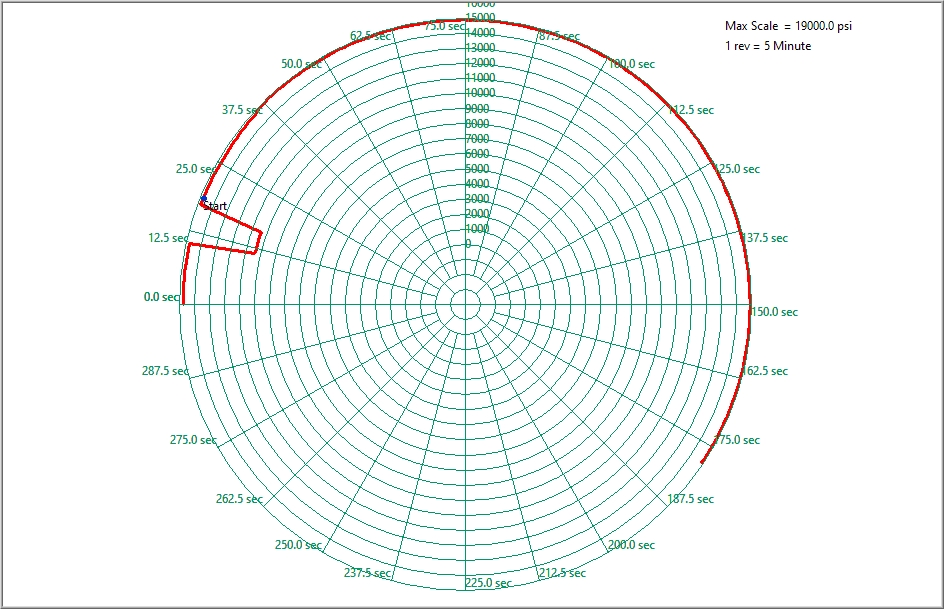 Max Scale = 19000.0 psi
1 rev = 5 Minute
16000
15000
14000
13000
12000
11000
10000
9000
8000
7000
6000
5000
4000
3000
2000
1000
0
0.0 sec
12.5 sec
25.0 sec
37.5 sec
50.0 sec
62.5 sec
75.0 sec
87.5 sec
100.0 sec
112.5 sec
125.0 sec
137.5 sec
150.0 sec
162.5 sec
175.0 sec
187.5 sec
200.0 sec
212.5 sec
225.0 sec
237.5 sec
250.0 sec
262.5 sec
275.0 sec
287.5 sec
Start